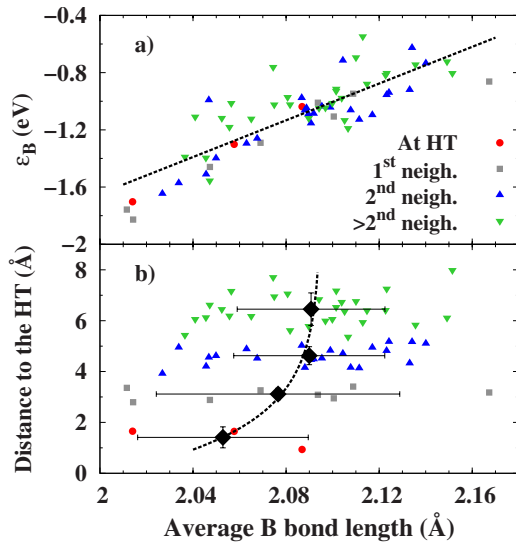 a)
ε_B (eV)
-0.4
-0.8
-1.2
-1.6
-2
At HT
1st neigh.
2nd neigh.
>2nd neigh.
b)
Distance to the HT (Å)
8
6
4
2
0
2 2.04 2.08 2.12 2.16
Average B bond length (Å)